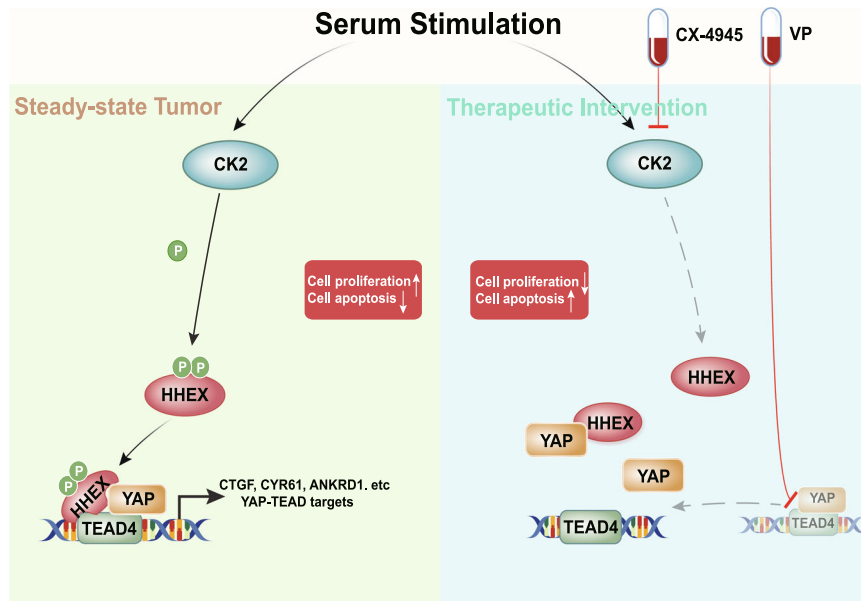 Serum Stimulation
CX-4945
VP
Steady-state Tumor
Therapeutic Intervention
CK2
CK2
P
Cell proliferation ↑
Cell apoptosis ↓
Cell proliferation ↓
Cell apoptosis ↑
P P
HHEX
HHEX
HHEX
YAP
P
P
HHEX
YAP
TEAD4
CTGF, CYR61, ANKRD1. etc
YAP-TEAD targets
YAP
TEAD4
YAP
TEAD4